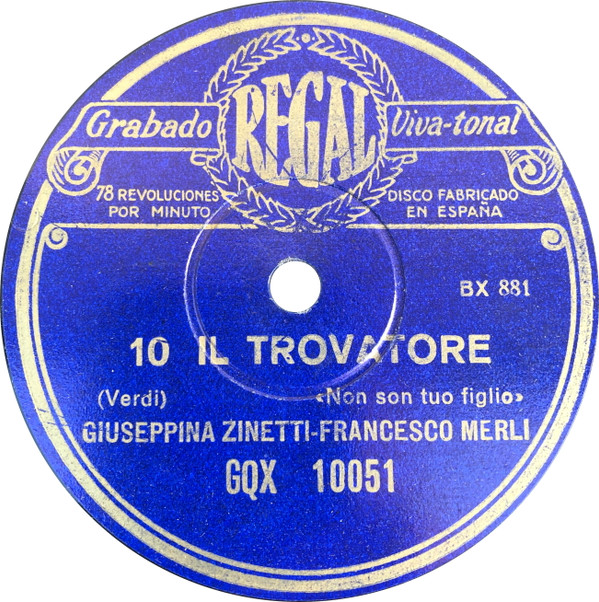 REGAL
Grabado Viva-tonal
78 REVOLUCIONES POR MINUTO
DISCO FABRICADO EN ESPAÑA
BX 881
10 IL TROVATORE
(Verdi) «Non son tuo figlio»
GIUSEPPINA ZINETTI-FRANCESCO MERLI
GQX 10051